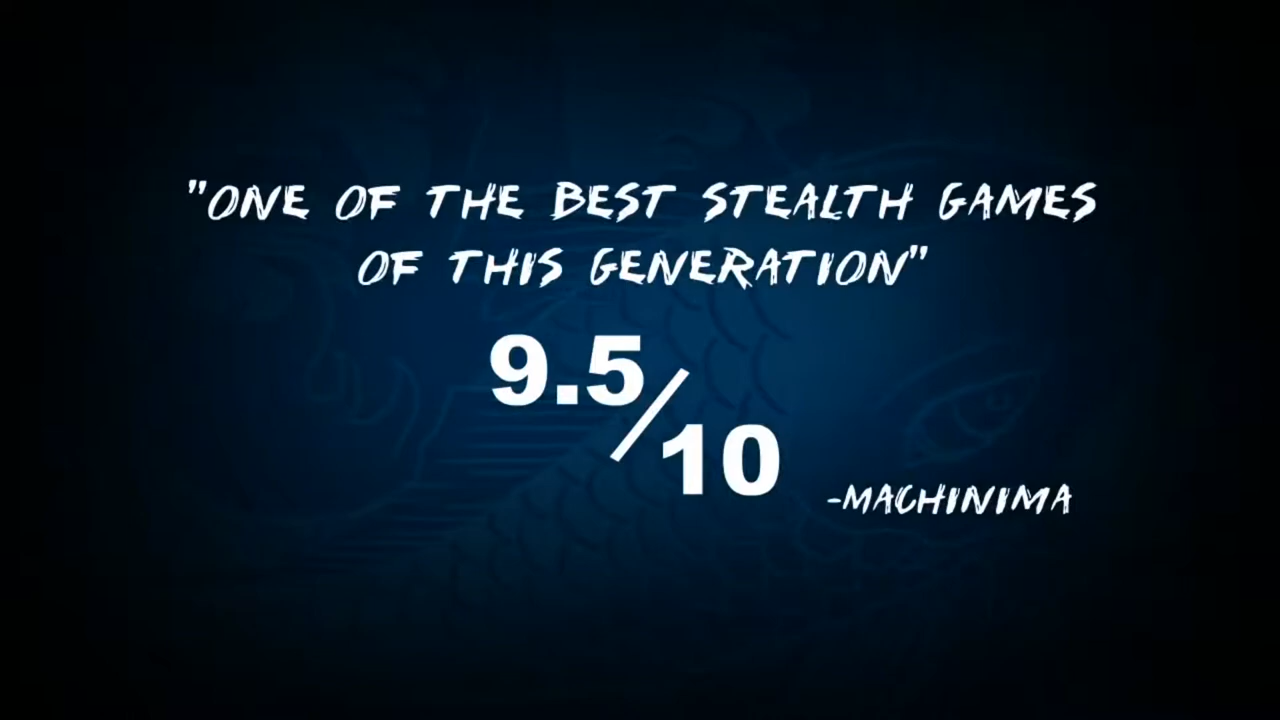 "ONE OF THE BEST STEALTH GAMES
OF THIS GENERATION"
9.5/10
-MACHINIMA